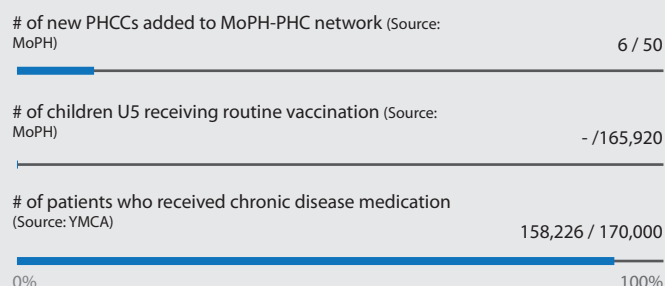 # of new PHCCs added to MoPH-PHC network (Source:
MoPH)
6 / 50
# of children U5 receiving routine vaccination (Source:
MoPH)
- /165,920
# of patients who received chronic disease medication
(Source: YMCA)
158,226 / 170,000
0%
100%